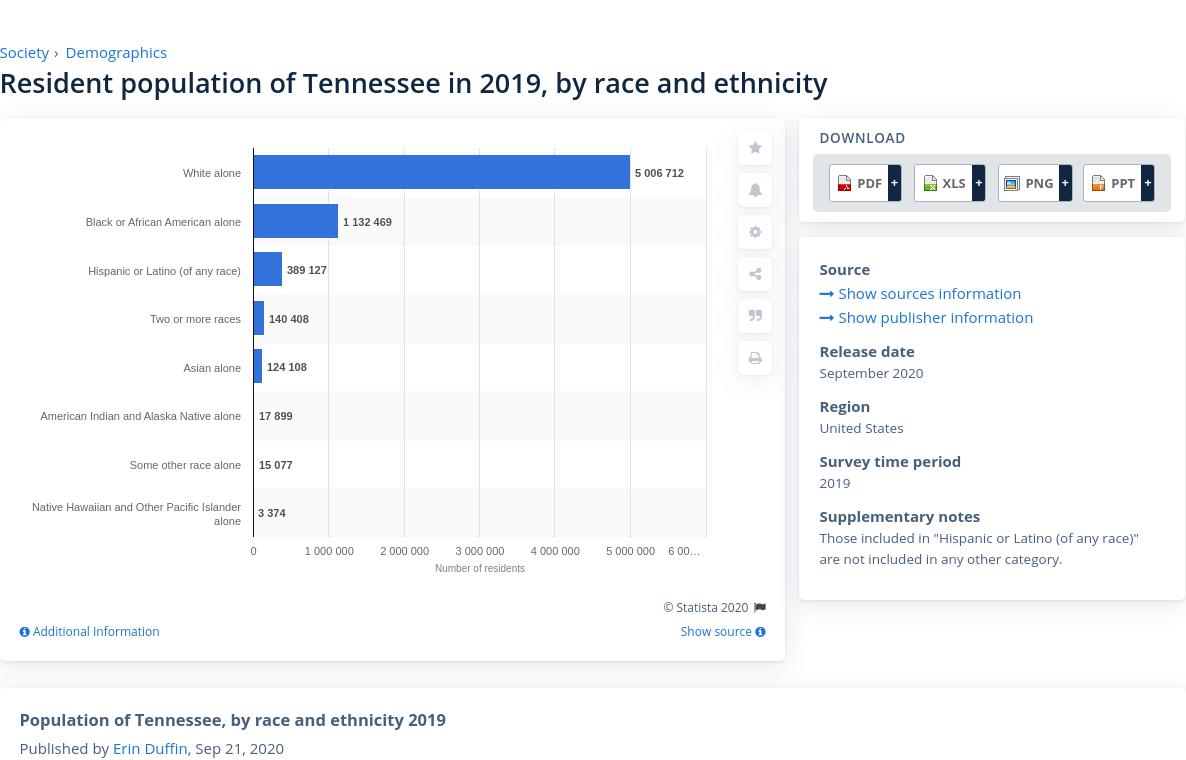 Society › Demographics
Resident population of Tennessee in 2019, by race and ethnicity
White alone
5 006 712
Black or African American alone
1 132 469
Hispanic or Latino (of any race)
389 127
Two or more races
140 408
Asian alone
124 108
American Indian and Alaska Native alone
17 899
Some other race alone
15 077
Native Hawaiian and Other Pacific Islander
alone
3 374
0 1 000 000 2 000 000 3 000 000 4 000 000 5 000 000 6 00…
Number of residents
© Statista 2020
Additional Information
Show source
DOWNLOAD
PDF + XLS + PNG + PPT +
Source
Show sources information
Show publisher information
Release date
September 2020
Region
United States
Survey time period
2019
Supplementary notes
Those included in "Hispanic or Latino (of any race)"
are not included in any other category.
Population of Tennessee, by race and ethnicity 2019
Published by Erin Duffin, Sep 21, 2020